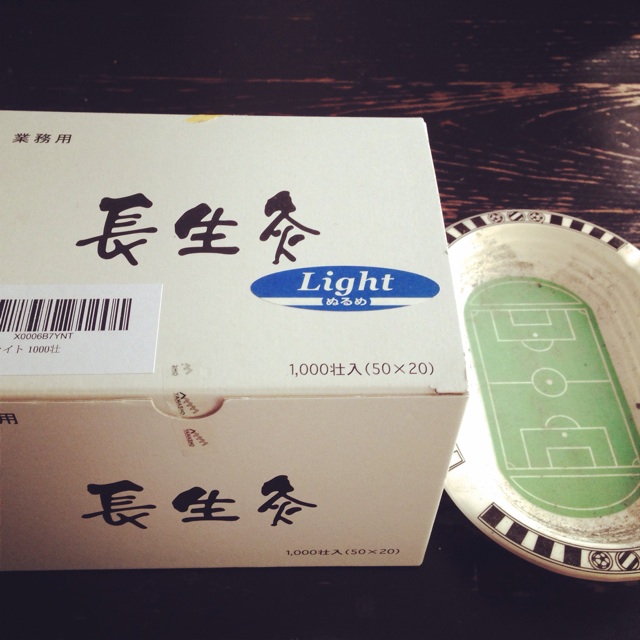 業務用
長生灸
Light
(ぬるめ)
X0006B7YNT
イト 1000壮
1,000壮入(50×20)
用
長生灸
1,000壮入(50×20)